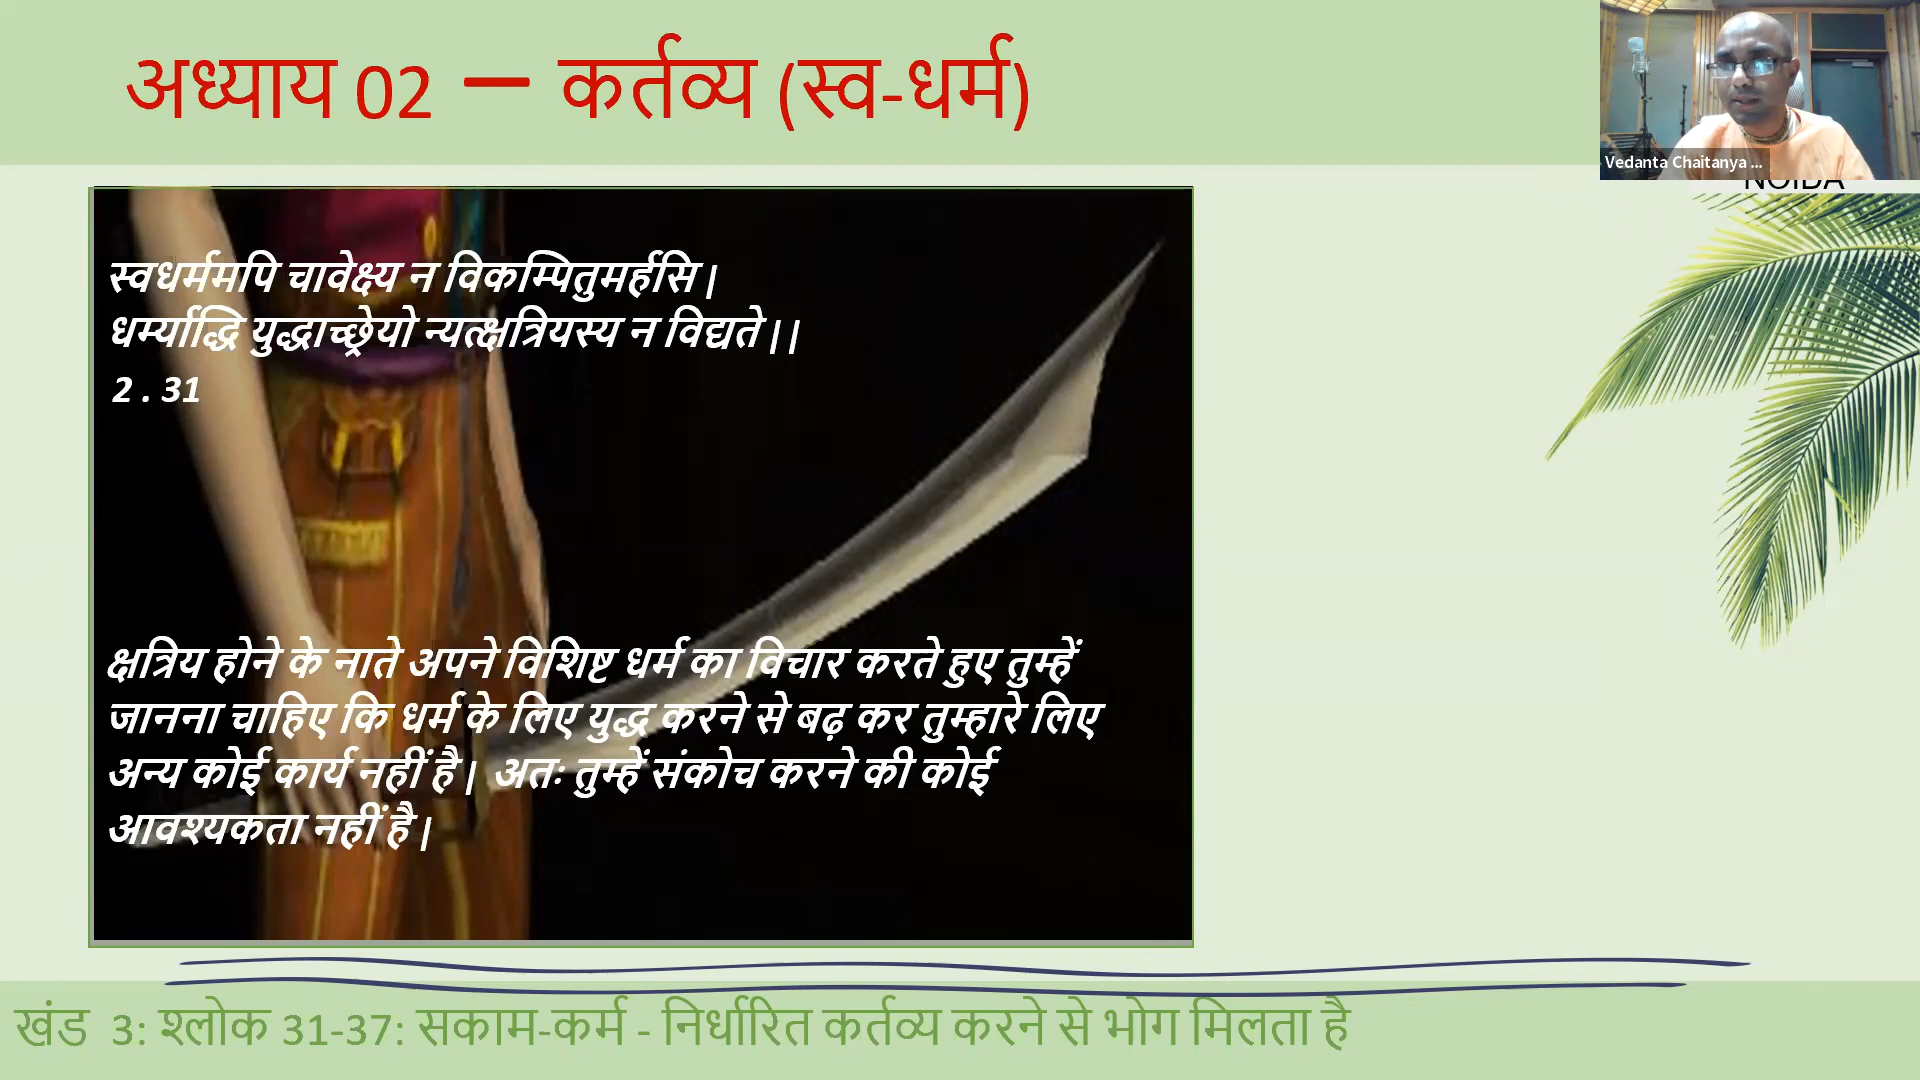 अध्याय 02 – कर्तव्य (स्व-धर्म)
Vedanta Chaitanya ...
NOIDA
स्वधर्ममपि चावेक्ष्य न विकम्पितुमर्हसि |
धर्म्याद्धि युद्धाच्छ्रेयो न्यत्क्षत्रियस्य न विद्यते ||
2 . 31
क्षत्रिय होने के नाते अपने विशिष्ट धर्म का विचार करते हुए तुम्हें
जानना चाहिए कि धर्म के लिए युद्ध करने से बढ़ कर तुम्हारे लिए
अन्य कोई कार्य नहीं है | अतः तुम्हें संकोच करने की कोई
आवश्यकता नहीं है |
खंड 3: श्लोक 31-37: सकाम-कर्म - निर्धारित कर्तव्य करने से भोग मिलता है